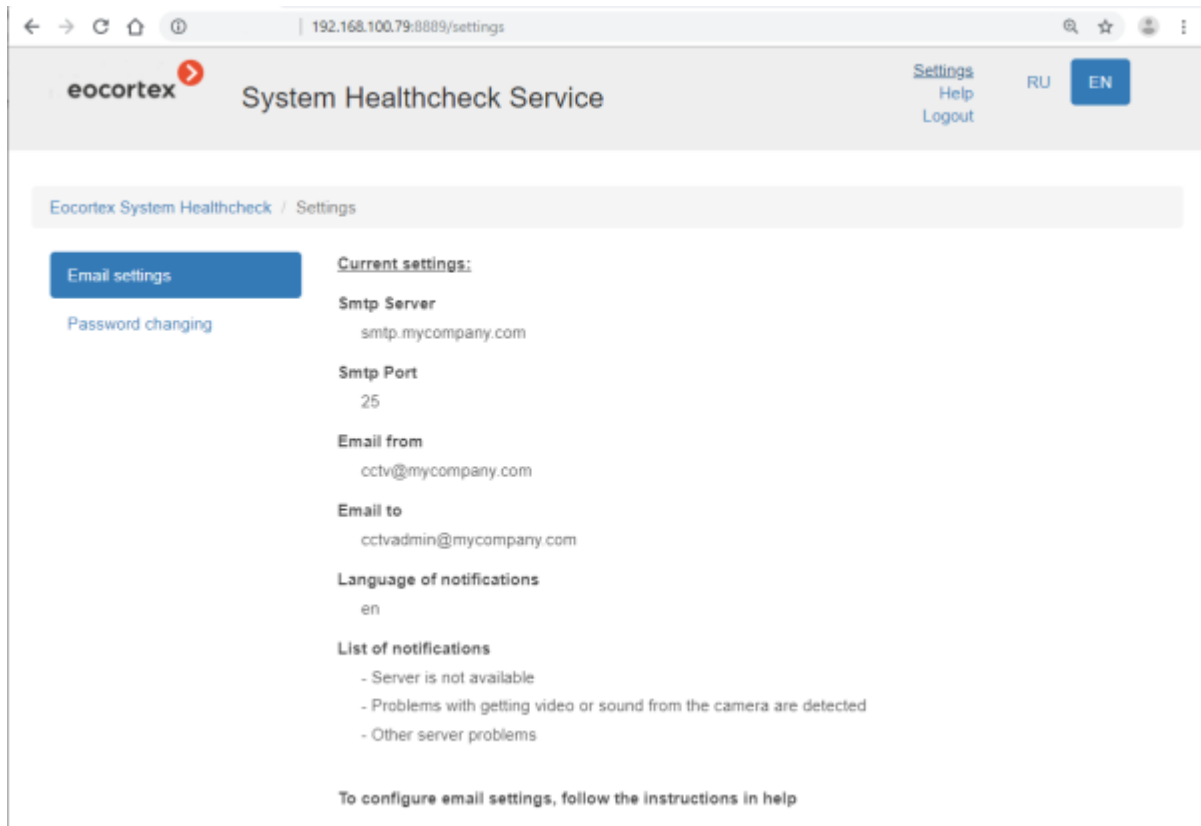 192.168.100.79:8889/settings
eocortex
System Healthcheck Service
Settings
Help
Logout
RU
EN
Eocortex System Healthcheck / Settings
Email settings
Password changing
Current settings:
Smtp Server
smtp.mycompany.com
Smtp Port
25
Email from
cctv@mycompany.com
Email to
cctvadmin@mycompany.com
Language of notifications
en
List of notifications
- Server is not available
- Problems with getting video or sound from the camera are detected
- Other server problems
To configure email settings, follow the instructions in help